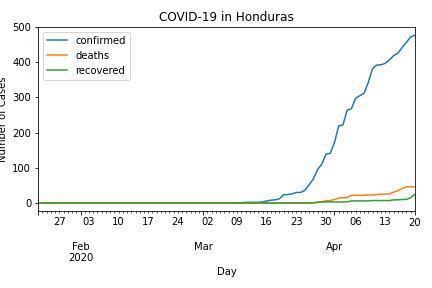 COVID-19 in Honduras
confirmed
deaths
recovered
Number of Cases
500
400
300
200
100
0
27 03 10 17 24 02 09 16 23 30 06 13 20
Feb Mar Apr
2020
Day